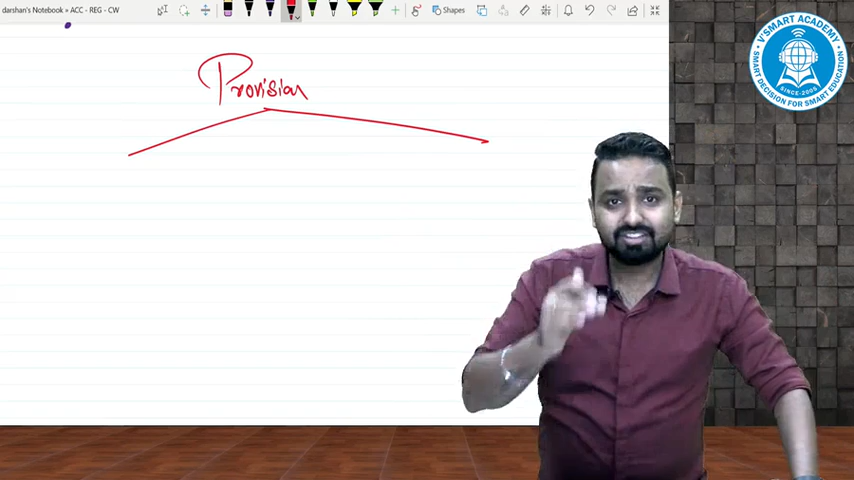 darshan's Notebook » ACC - REG - CW
Shapes
Provision
V'SMART ACADEMY
SMART DECISION FOR SMART EDUCATION
SINCE-2005